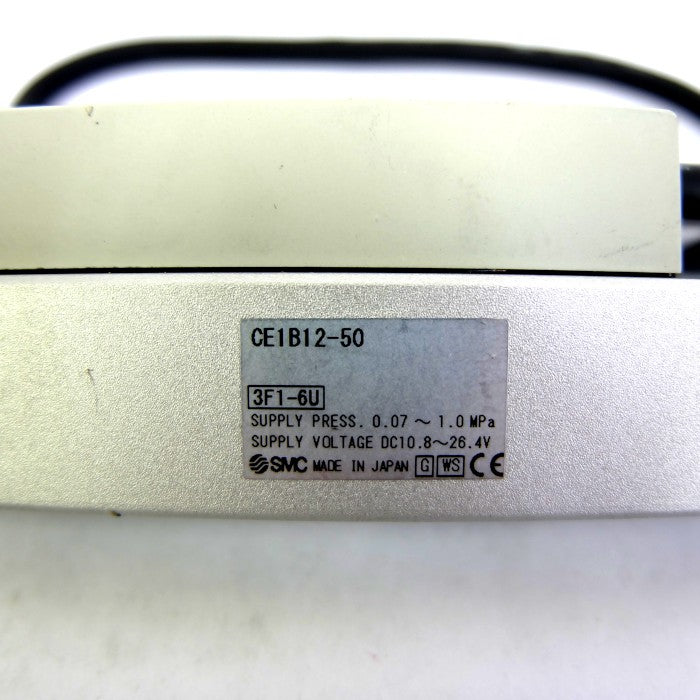 CE1B12-50
3F1-6U
SUPPLY PRESS. 0.07 ~ 1.0 MPa
SUPPLY VOLTAGE DC10.8~26.4V
SMC MADE IN JAPAN G WS CE